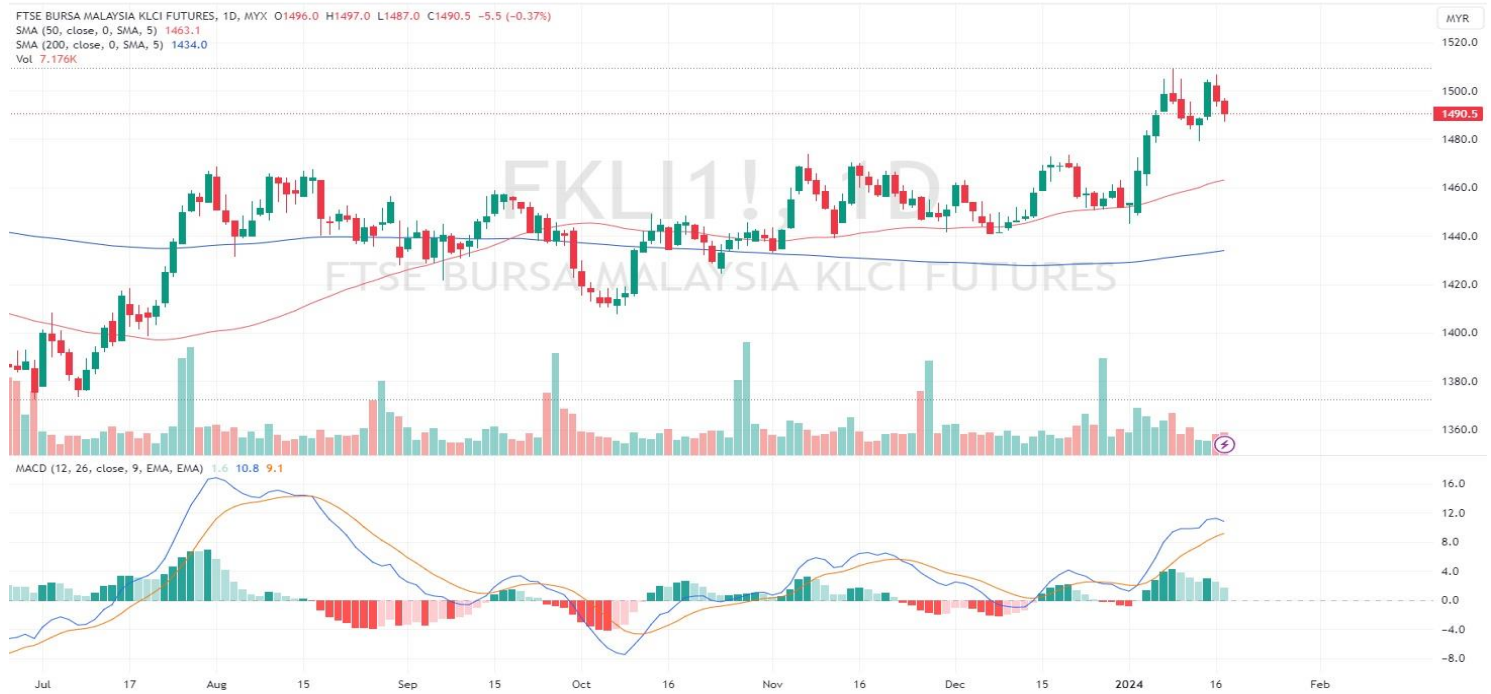 FTSE BURSA MALAYSIA KLCI FUTURES, 1D, MYX O1496.0 H1497.0 L1487.0 C1490.5 −5.5 (−0.37%)
SMA (50, close, 0, SMA, 5) 1463.1
SMA (200, close, 0, SMA, 5) 1434.0
Vol 7.176K
MYR
1520.0
1500.0
1490.5
1480.0
1460.0
1440.0
1420.0
1400.0
1380.0
1360.0
FKLI1!, 1D
FTSE BURSA MALAYSIA KLCI FUTURES
MACD (12, 26, close, 9, EMA, EMA) 1.6 10.8 9.1
16.0
12.0
8.0
4.0
0.0
−4.0
−8.0
Jul 17 Aug 15 Sep 15 Oct 16 Nov 16 Dec 15 2024 16 Feb